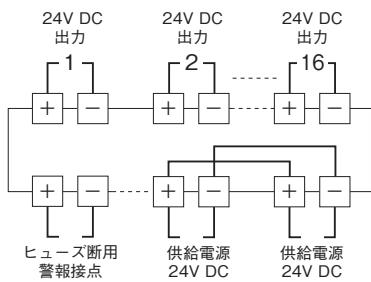 24V DC 24V DC 24V DC
出力 出力 出力
1 2 16
+ − + − + −
+ − + − + −
ヒューズ断用 供給電源 供給電源
警報接点 24V DC 24V DC